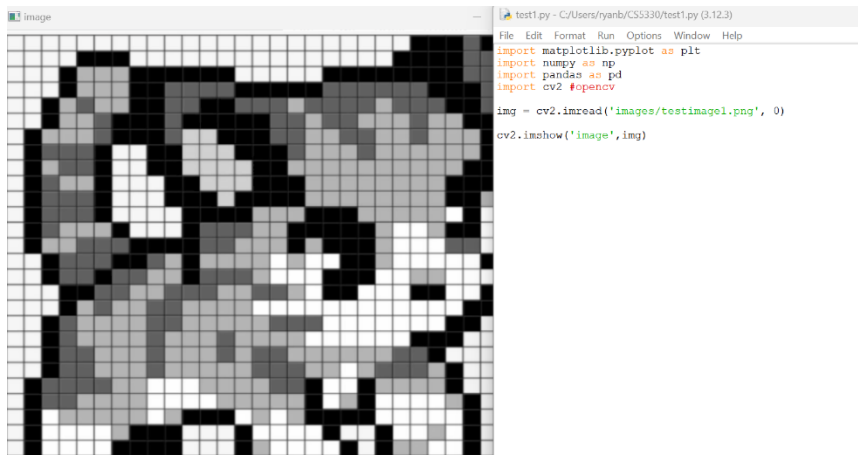 image
test1.py - C:/Users/ryanb/CS5330/test1.py (3.12.3)
File Edit Format Run Options Window Help
import matplotlib.pyplot as plt
import numpy as np
import pandas as pd
import cv2 #opencv
img = cv2.imread('images/testimage1.png', 0)
cv2.imshow('image',img)